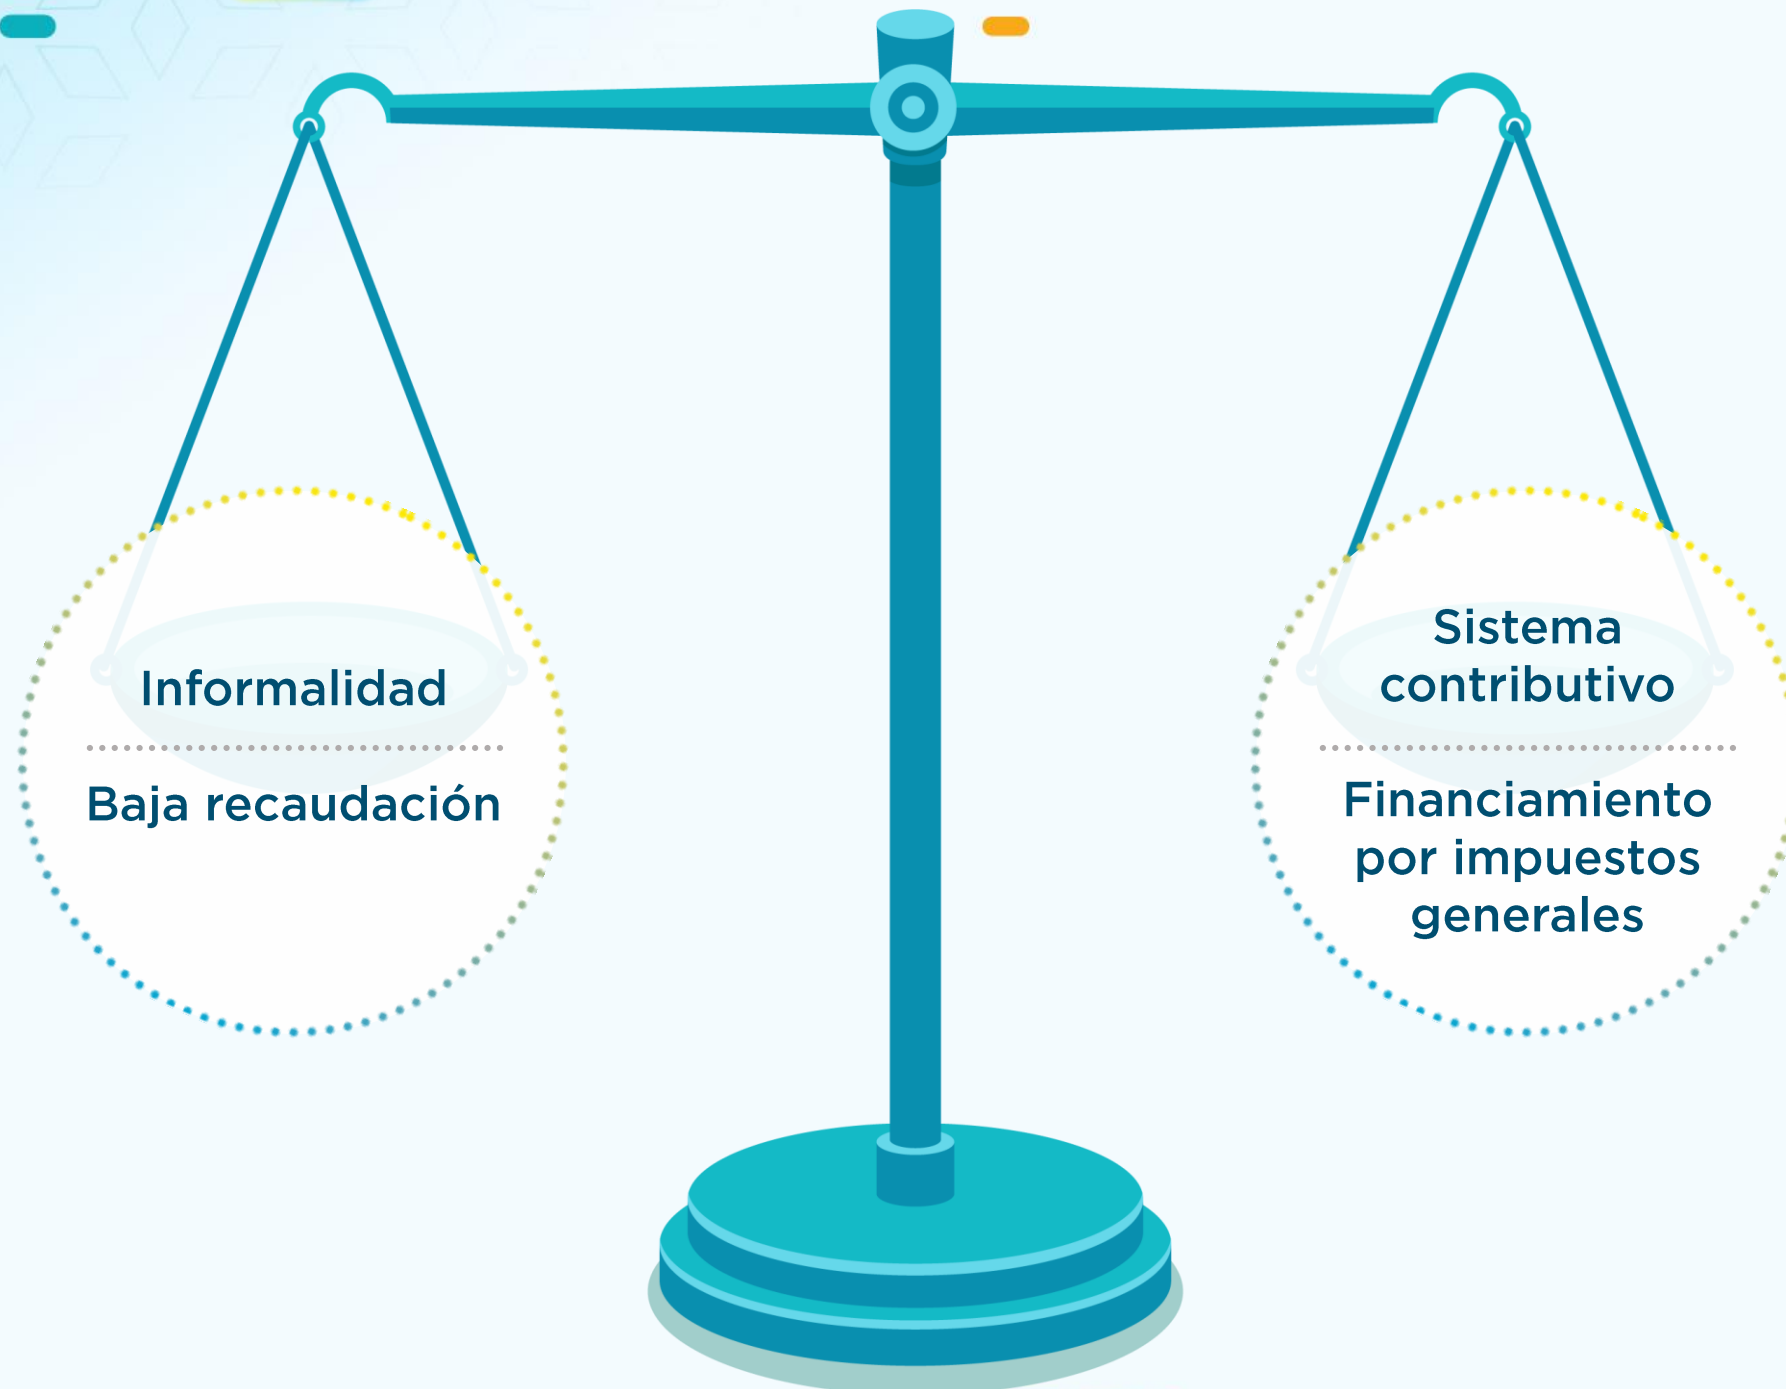 Informalidad
Baja recaudación
Sistema
contributivo
Financiamiento
por impuestos
generales